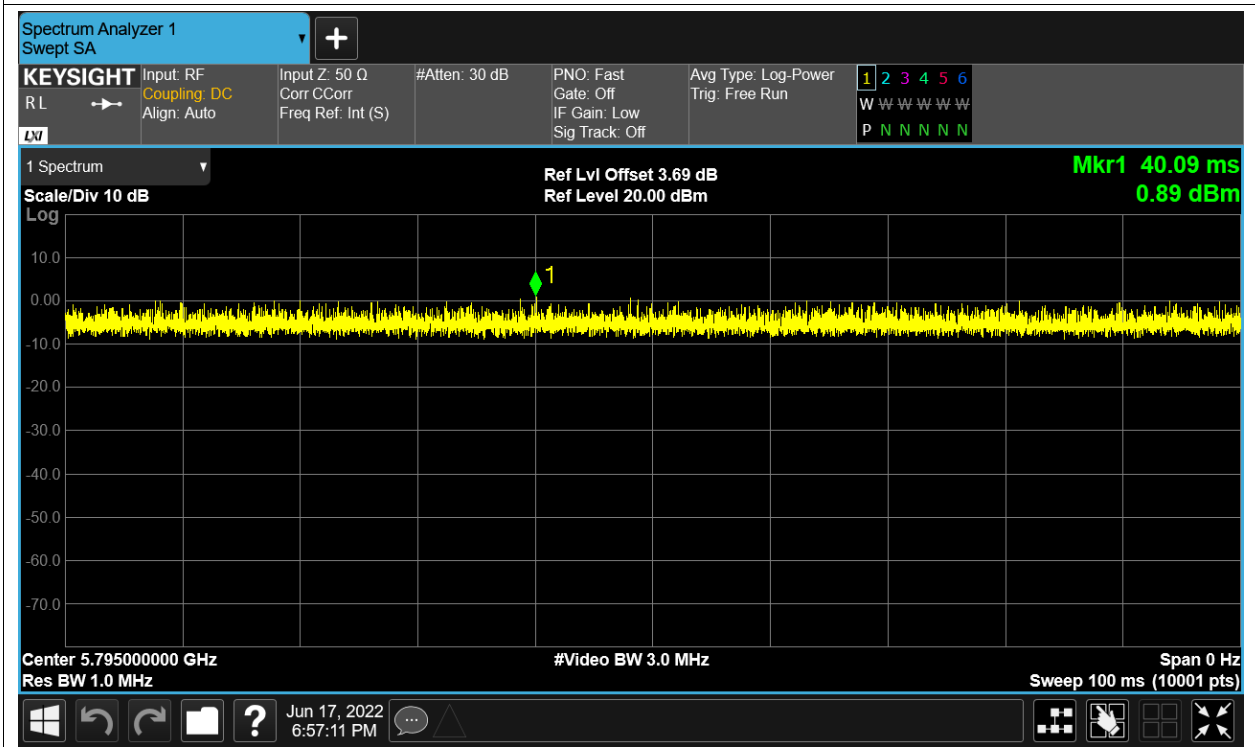 Spectrum Analyzer 1
Swept SA
KEYSIGHT
R L
LXI
Input: RF
Coupling: DC
Align: Auto
Input Z: 50 Ω
Corr CCorr
Freq Ref: Int (S)
#Atten: 30 dB
PNO: Fast
Gate: Off
IF Gain: Low
Sig Track: Off
Avg Type: Log-Power
Trig: Free Run
1 2 3 4 5 6
W W W W W W
P N N N N N
1 Spectrum
Scale/Div 10 dB
Log
Ref Lvl Offset 3.69 dB
Ref Level 20.00 dBm
Mkr1 40.09 ms
0.89 dBm
10.0
0.00
-10.0
-20.0
-30.0
-40.0
-50.0
-60.0
-70.0
1
Center 5.795000000 GHz
Res BW 1.0 MHz
#Video BW 3.0 MHz
Span 0 Hz
Sweep 100 ms (10001 pts)
?
Jun 17, 2022
6:57:11 PM